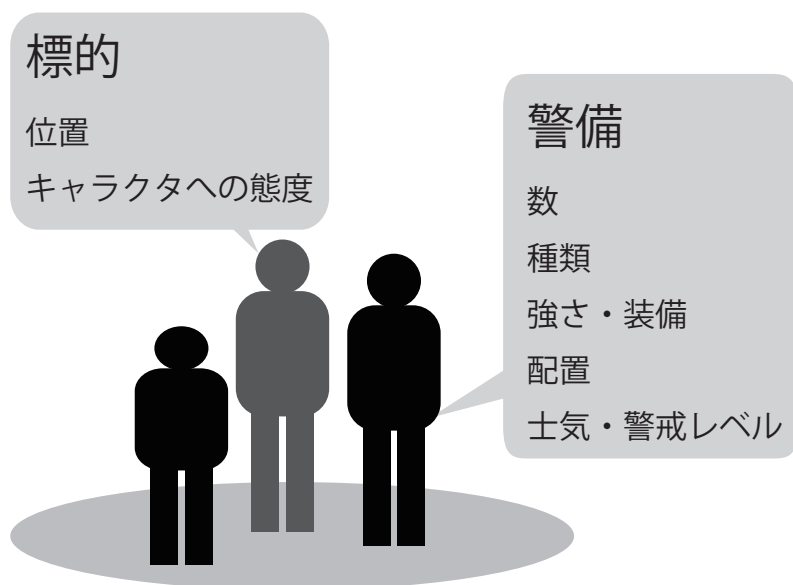 標的
位置
キャラクタへの態度
警備
数
種類
強さ・装備
配置
士気・警戒レベル